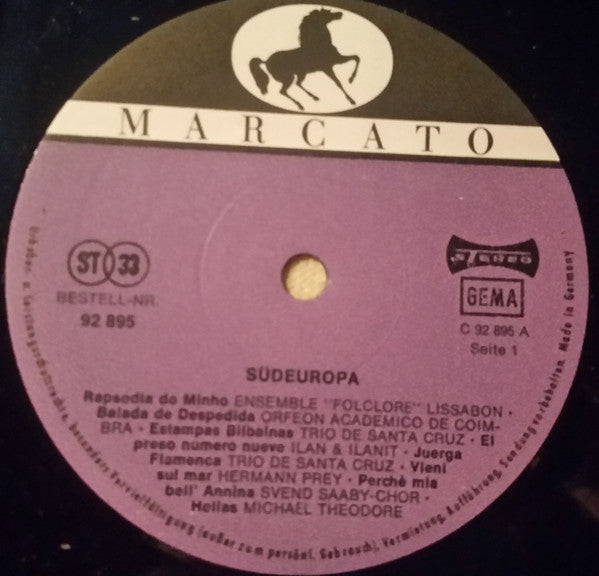 MARCATO
ST 33
BESTELL-NR.
92 895
STEREO
GEMA
C 92 895 A
Seite 1
SÜDEUROPA
Rapsodia do Minho ENSEMBLE "FOLCLORE" LISSABON ·
Balada de Despedida ORFEON ACADEMICO DE COIM-
BRA · Estampas Bilbainas TRIO DE SANTA CRUZ · El
preso número nueve ILAN & ILANIT · Juerga
Flamenca TRIO DE SANTA CRUZ · Vieni
sul mar HERMANN PREY · Perchè mia
bell' Annina SVEND SAABY-CHOR ·
Hellas MICHAEL THEODORE
Urheber- u. besonders Vervielfältigung (außer zum persönl. Gebrauch), Vermietung, Aufführung, Sendung vorbehalten. Made in Germany